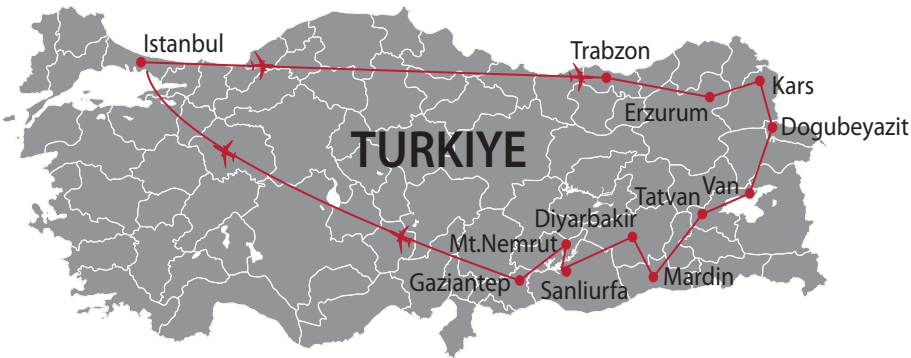 Istanbul
Trabzon
Kars
Erzurum
Dogubeyazit
TURKIYE
Van
Tatvan
Diyarbakir
Mt.Nemrut
Mardin
Gaziantep
Sanliurfa